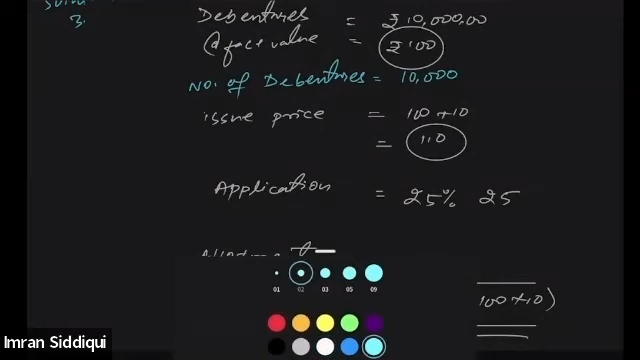 3.
Debentures = ₹10,000,00
@face value = ₹100
No. of Debentures = 10,000
issue price = 100 +10
= 110
Application = 25% 25
100 +10)
01 02 03 05 09
Imran Siddiqui